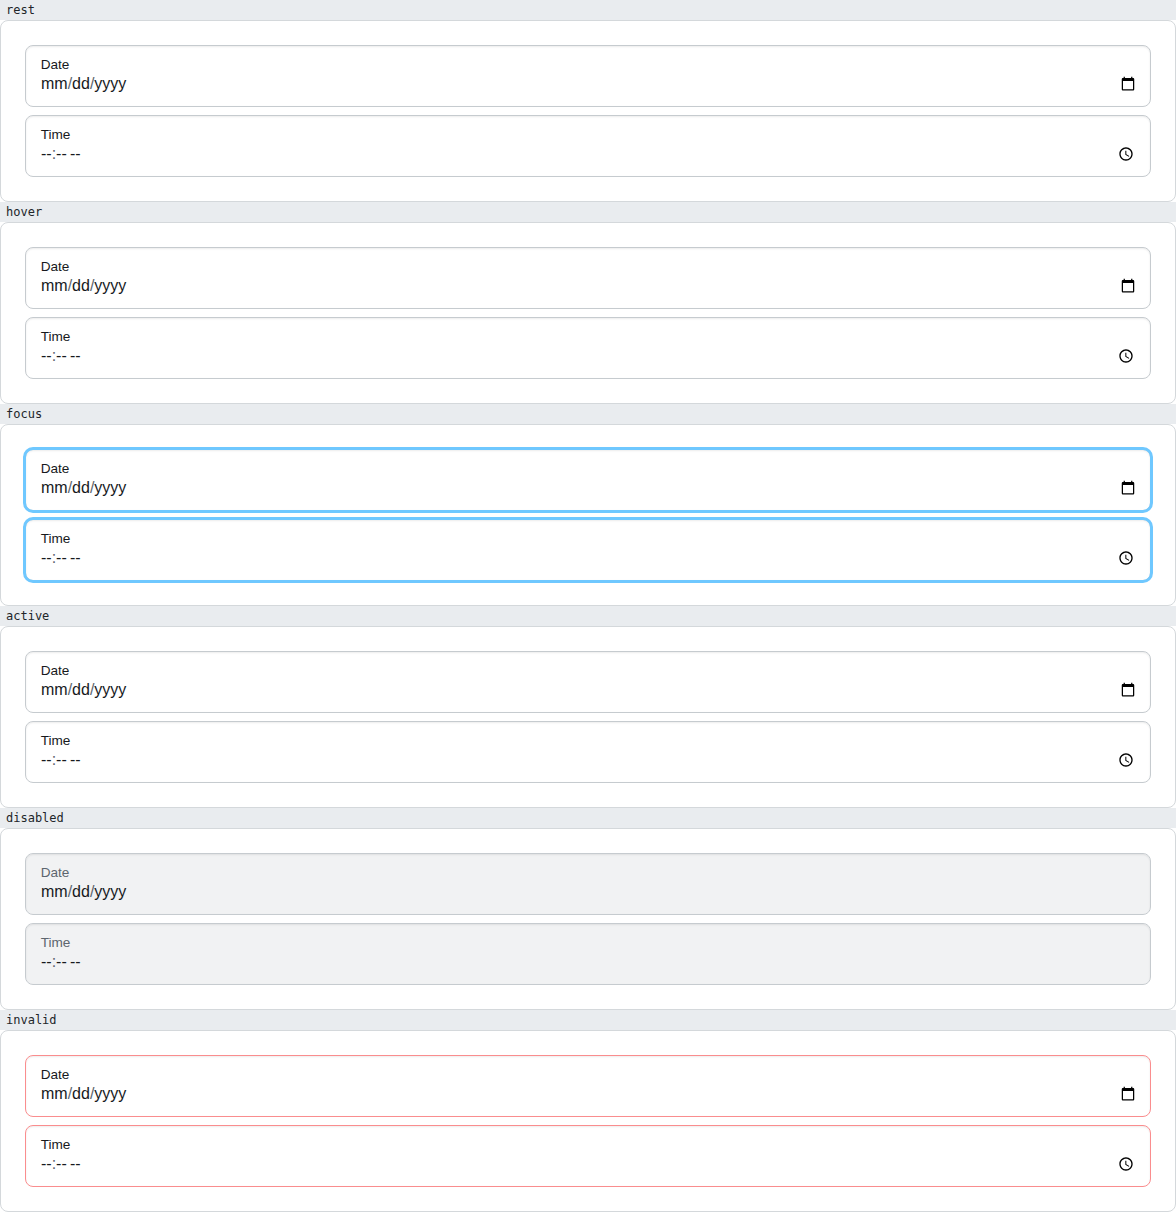 rest
Date
mm/dd/yyyy
Time
--:-- --
hover
Date
mm/dd/yyyy
Time
--:-- --
focus
Date
mm/dd/yyyy
Time
--:-- --
active
Date
mm/dd/yyyy
Time
--:-- --
disabled
Date
mm/dd/yyyy
Time
--:-- --
invalid
Date
mm/dd/yyyy
Time
--:-- --